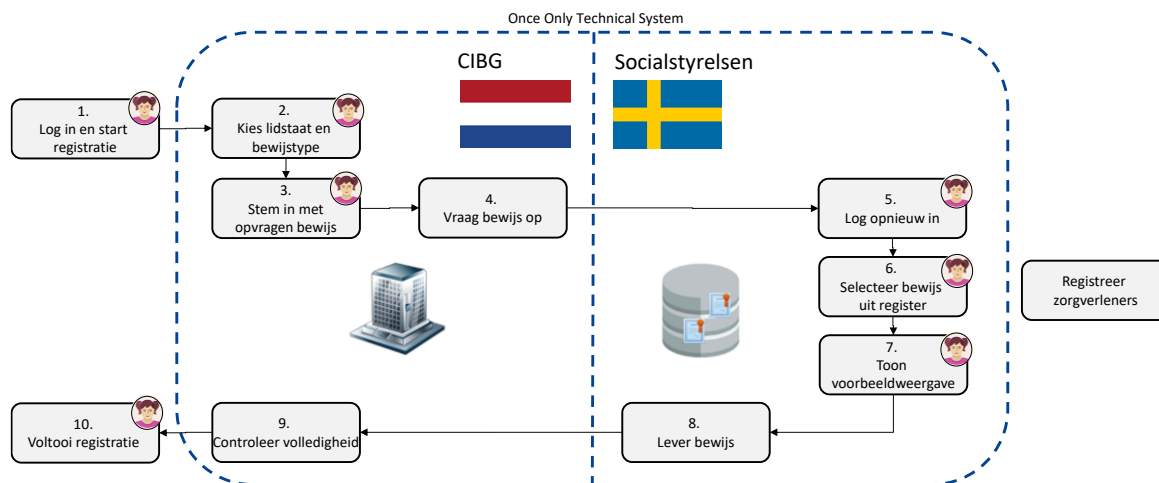 Once Only Technical System
CIBG
Socialstyrelsen
1.
Log in en start
registratie
2.
Kies lidstaat en
bewijstype
3.
Stem in met
opvragen bewijs
4.
Vraag bewijs op
5.
Log opnieuw in
6.
Selecteer bewijs
uit register
Registreer
zorgverleners
7.
Toon
voorbeeldweergave
8.
Lever bewijs
9.
Controleer volledigheid
10.
Voltooi registratie